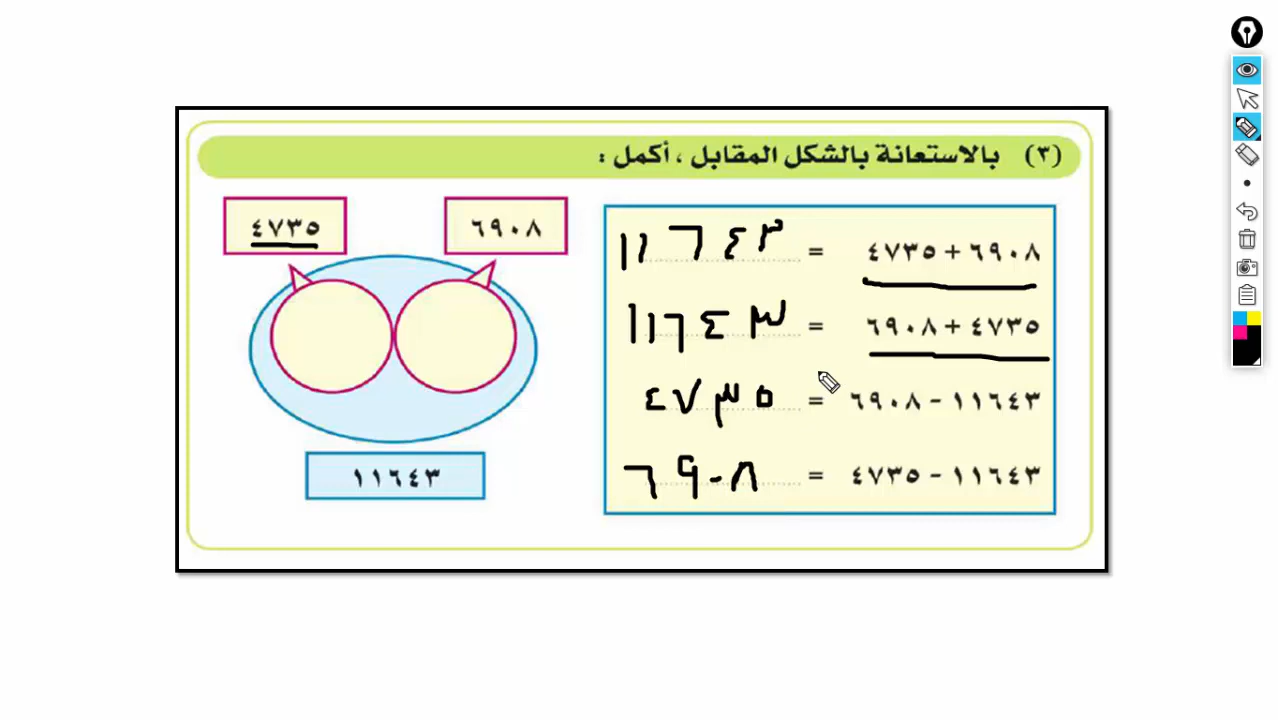 (٣) بالاستعانة بالشكل المقابل ، أكمل :
٤٧٣٥ + ٦٩٠٨ = ١١٦٤٣
٦٩٠٨ + ٤٧٣٥ = ١١٦٤٣
٦٩٠٨ - ١١٦٤٣ = ٤٧٣٥
٤٧٣٥ - ١١٦٤٣ = ٦٩٠٨
٦٩٠٨
٤٧٣٥
١١٦٤٣